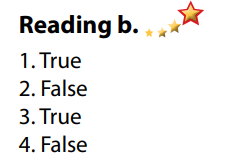 Reading b.
1. True
2. False
3. True
4. False